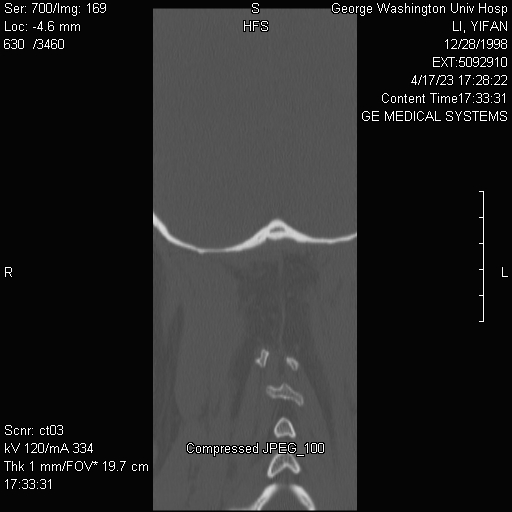 Ser: 700/Img: 169
Loc: -4.6 mm
630 /3460
S
HFS
George Washington Univ Hosp
LI, YIFAN
12/28/1998
EXT:5092910
4/17/23 17:28:22
Content Time17:33:31
GE MEDICAL SYSTEMS
R
L
Scnr: ct03
kV 120/mA 334
Thk 1 mm/FOV* 19.7 cm
17:33:31
Compressed JPEG_100